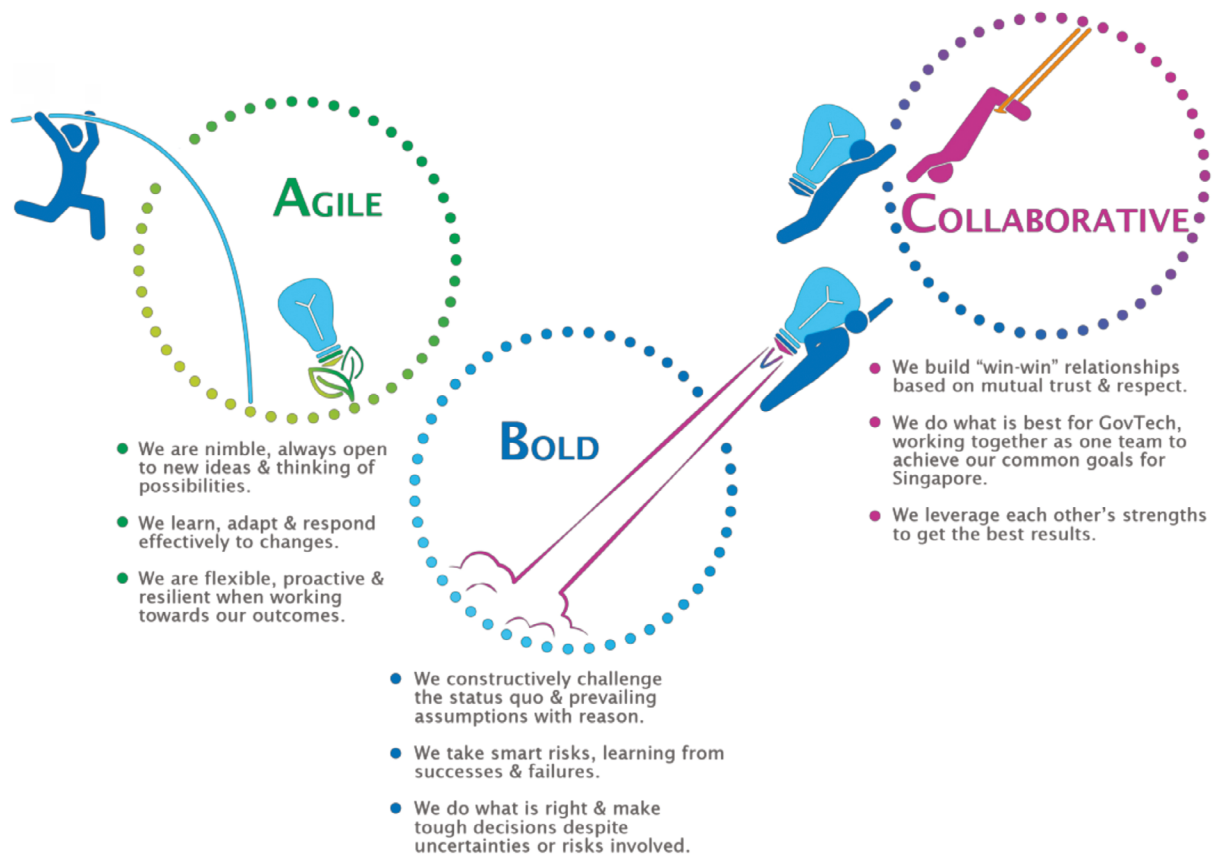 AGILE
We are nimble, always open
to new ideas & thinking of
possibilities.
We learn, adapt & respond
effectively to changes.
We are flexible, proactive &
resilient when working
towards our outcomes.
BOLD
We constructively challenge
the status quo & prevailing
assumptions with reason.
We take smart risks, learning from
successes & failures.
We do what is right & make
tough decisions despite
uncertainties or risks involved.
COLLABORATIVE
We build “win-win” relationships
based on mutual trust & respect.
We do what is best for GovTech,
working together as one team to
achieve our common goals for
Singapore.
We leverage each other’s strengths
to get the best results.